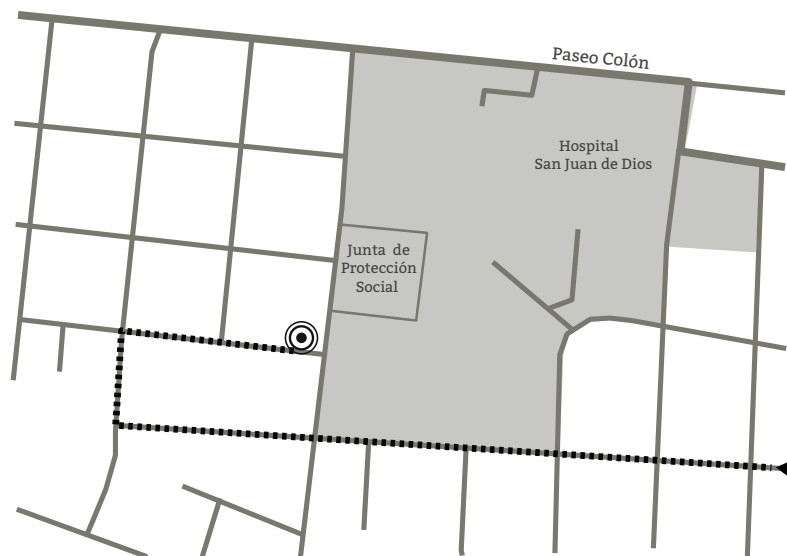 Paseo Colón
Hospital
San Juan de Dios
Junta de
Protección
Social